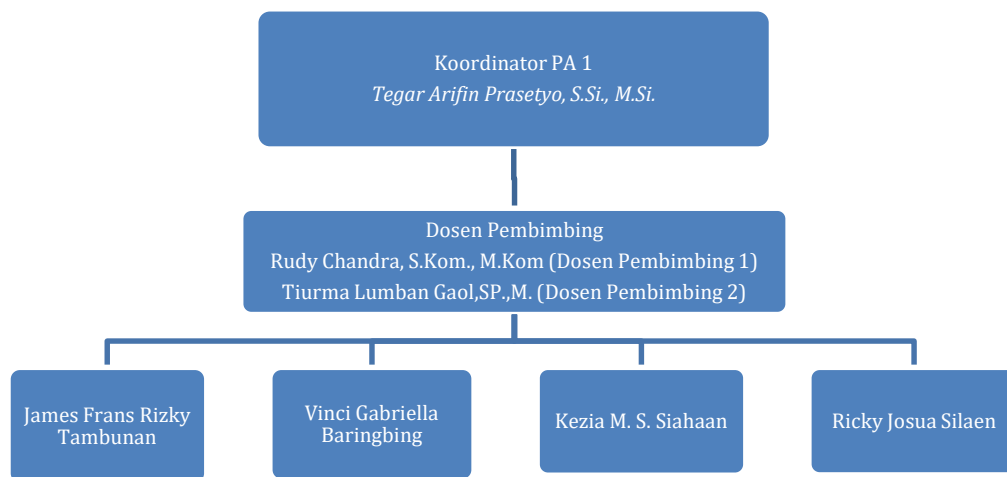 Koordinator PA 1
Tegar Arifin Prasetyo, S.Si., M.Si.
Dosen Pembimbing
Rudy Chandra, S.Kom., M.Kom (Dosen Pembimbing 1)
Tiurma Lumban Gaol,SP.,M. (Dosen Pembimbing 2)
James Frans Rizky
Tambunan
Vinci Gabriella
Baringbing
Kezia M. S. Siahaan
Ricky Josua Silaen